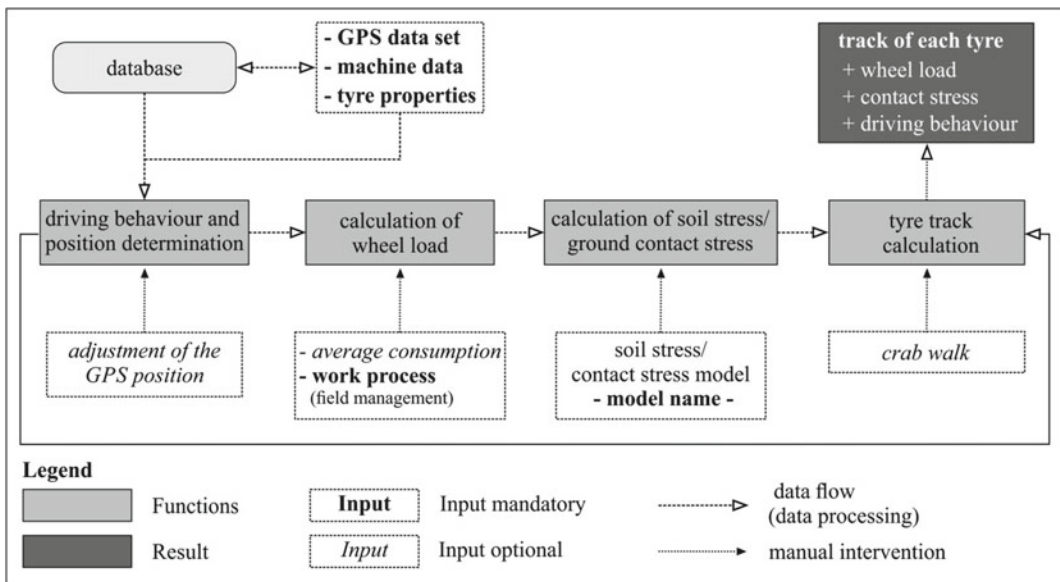 database
- GPS data set
- machine data
- tyre properties
track of each tyre
+ wheel load
+ contact stress
+ driving behaviour
driving behaviour and
position determination
calculation of
wheel load
calculation of soil stress/
ground contact stress
tyre track
calculation
adjustment of the
GPS position
- average consumption
- work process
(field management)
soil stress/
contact stress model
- model name -
crab walk
Legend
Functions
Result
Input
Input mandatory
Input
Input optional
data flow
(data processing)
manual intervention